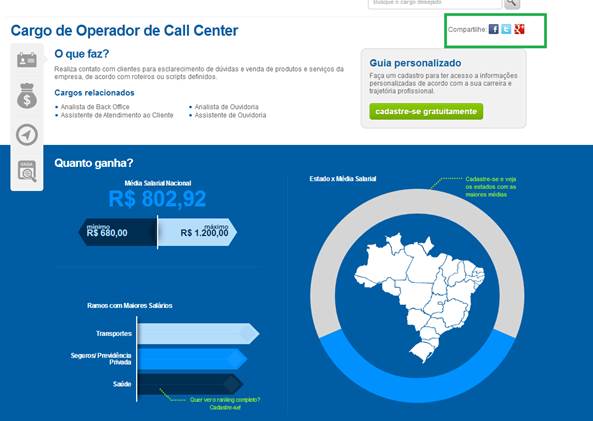 Busque o cargo desejado
Cargo de Operador de Call Center
Compartilhe:
O que faz?
Realiza contato com clientes para esclarecimento de dúvidas e venda de produtos e serviços da
empresa, de acordo com roteiros ou scripts definidos.
Cargos relacionados
Analista de Back Office
Assistente de Atendimento ao Cliente
Analista de Ouvidoria
Assistente de Ouvidoria
Guia personalizado
Faça um cadastro para ter acesso a informações
personalizadas de acordo com a sua carreira e
trajetória profissional.
cadastre-se gratuitamente
Quanto ganha?
Média Salarial Nacional
R$ 802,92
mínimo
R$ 680,00
máximo
R$ 1.200,00
Ramos com Maiores Salários
Transportes
Seguros/ Previdência
Privada
Saúde
Quer ver o ranking completo?
Cadastre-se!
Estado x Média Salarial
Cadastre-se e veja
os estados com as
maiores médias